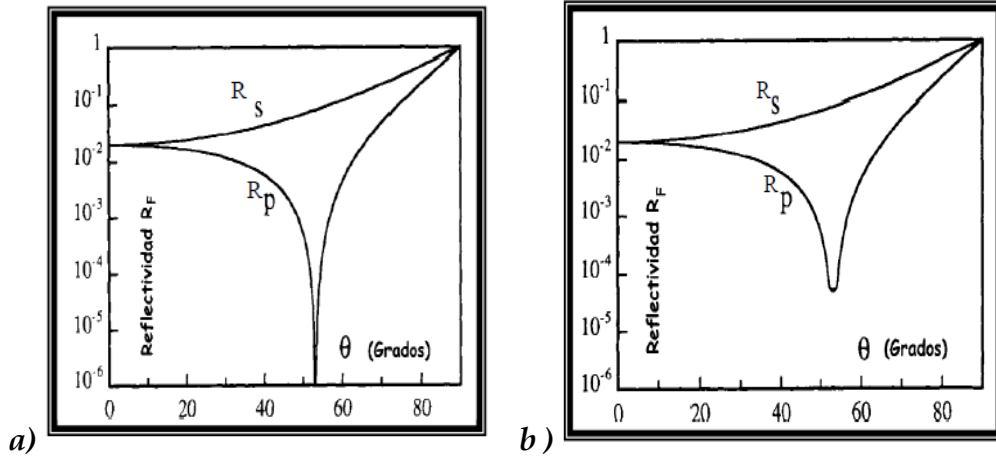 1
10⁻¹
10⁻²
10⁻³
10⁻⁴
10⁻⁵
10⁻⁶
Reflectividad R_F
R_s
R_p
θ (Grados)
0
20
40
60
80
a)
1
10⁻¹
10⁻²
10⁻³
10⁻⁴
10⁻⁵
10⁻⁶
Reflectividad R_F
R_s
R_p
θ (Grados)
0
20
40
60
80
b )